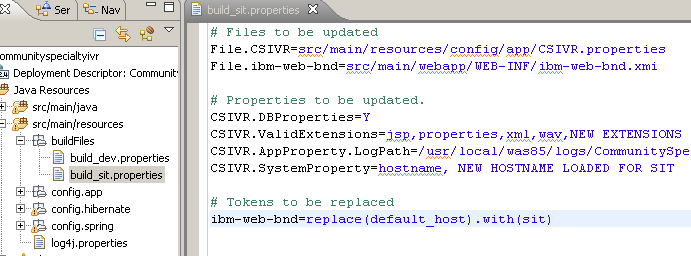 Ser
Nav
build_sit.properties
ommunityspecialtyivr
Deployment Descriptor: Commun
Java Resources
src/main/java
src/main/resources
buildFiles
build_dev.properties
build_sit.properties
config.app
config.hibernate
config.spring
log4j.properties
# Files to be updated
File.CSIVR=src/main/resources/config/app/CSIVR.properties
File.ibm-web-bnd=src/main/webapp/WEB-INF/ibm-web-bnd.xmi
# Properties to be updated.
CSIVR.DBProperties=Y
CSIVR.ValidExtensions=jsp,properties,xml,wav,NEW EXTENSIONS
CSIVR.AppProperty.LogPath=/usr/local/was85/logs/CommunitySpe
CSIVR.SystemProperty=hostname, NEW HOSTNAME LOADED FOR SIT
# Tokens to be replaced
ibm-web-bnd=replace(default_host).with(sit)